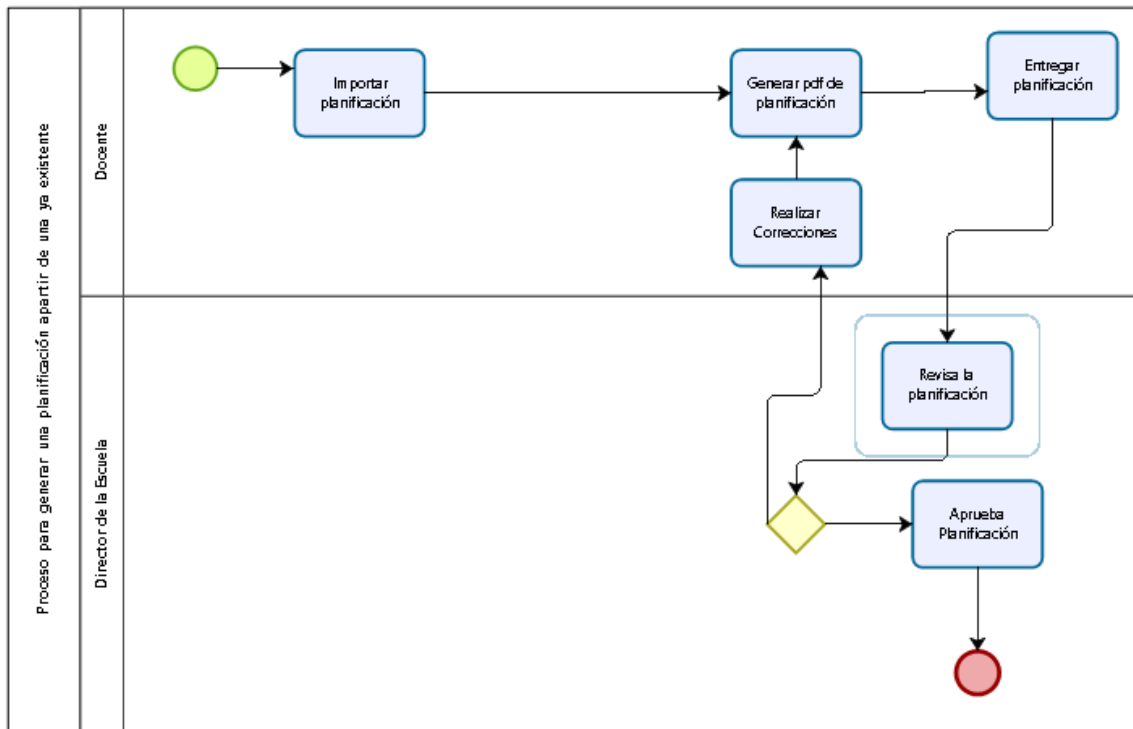 Proceso para generar una planificación apartir de una ya existente
Docente
Importar
planificación
Generar pdf de
planificación
Entregar
planificación
Realizar
Correcciones
Director de la Escuela
Revisa la
planificación
Aprueba
Planificación